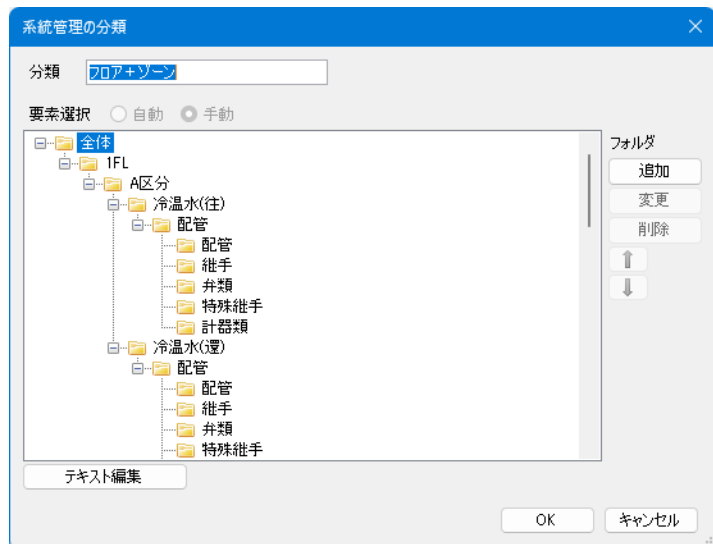 系統管理の分類
分類 フロア+ゾーン
要素選択 自動 手動
全体
1FL
A区分
冷温水(往)
配管
配管
継手
弁類
特殊継手
計器類
冷温水(還)
配管
配管
継手
弁類
特殊継手
フォルダ
追加
変更
削除
テキスト編集
OK キャンセル